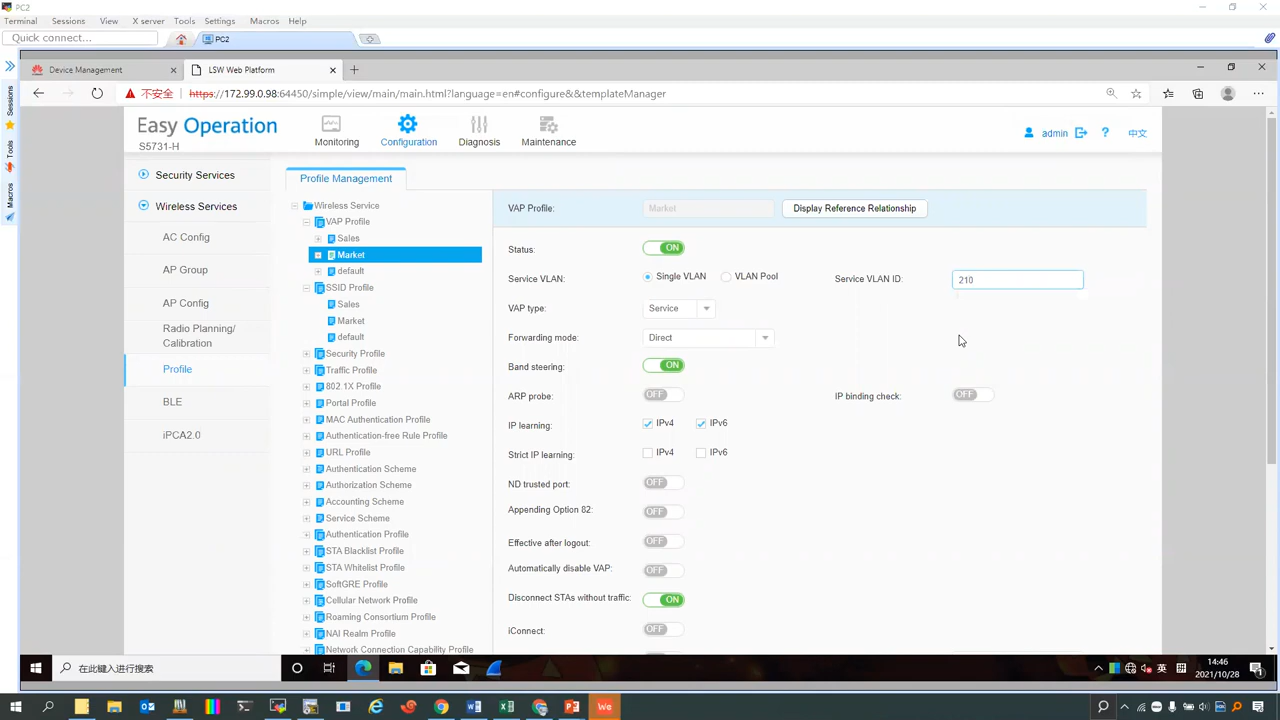 PC2
Terminal Sessions View X server Tools Settings Macros Help
Quick connect... PC2
Device Management LSW Web Platform
不安全 https://172.99.0.98:64450/simple/view/main/main.html?language=en#configure&&templateManager
Sessions
Tools
Macros
Easy Operation
S5731-H
Monitoring Configuration Diagnosis Maintenance
admin ? 中文
Security Services
Wireless Services
AC Config
AP Group
AP Config
Radio Planning/
Calibration
Profile
BLE
iPCA2.0
Profile Management
Wireless Service
VAP Profile
Sales
Market
default
SSID Profile
Sales
Market
default
Security Profile
Traffic Profile
802.1X Profile
Portal Profile
MAC Authentication Profile
Authentication-free Rule Profile
URL Profile
Authentication Scheme
Authorization Scheme
Accounting Scheme
Service Scheme
Authentication Profile
STA Blacklist Profile
STA Whitelist Profile
SoftGRE Profile
Cellular Network Profile
Roaming Consortium Profile
NAI Realm Profile
Network Connection Capability Profile
VAP Profile: Market Display Reference Relationship
Status: ON
Service VLAN: Single VLAN VLAN Pool Service VLAN ID: 210
VAP type: Service
Forwarding mode: Direct
Band steering: ON
ARP probe: OFF IP binding check: OFF
IP learning: IPv4 IPv6
Strict IP learning: IPv4 IPv6
ND trusted port: OFF
Appending Option 82: OFF
Effective after logout: OFF
Automatically disable VAP: OFF
Disconnect STAs without traffic: ON
iConnect: OFF
在此键入进行搜索
英
14:46
2021/10/28
We